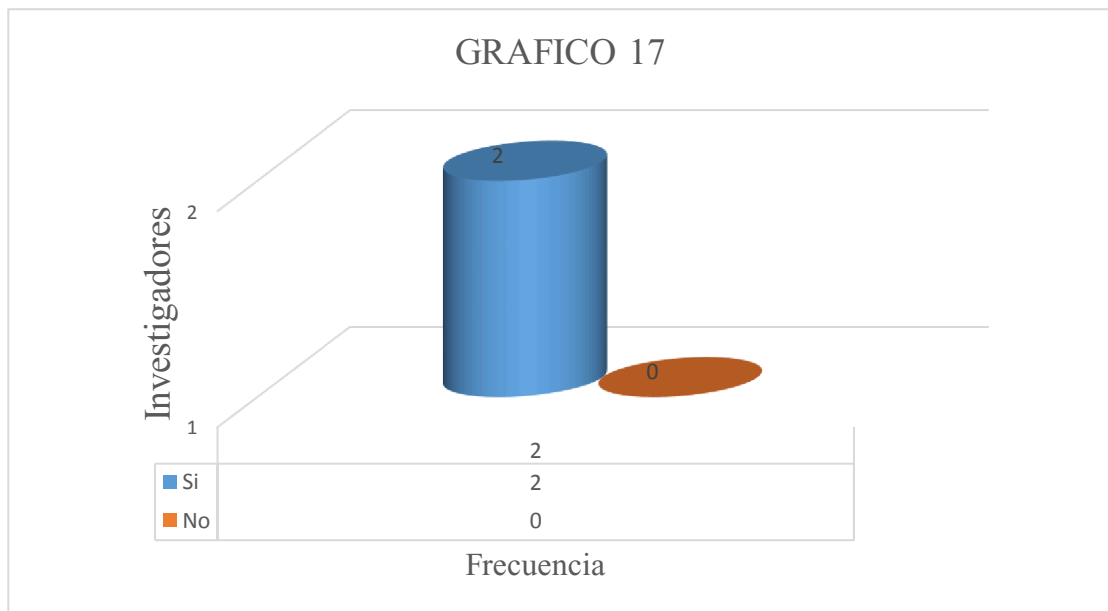 GRAFICO 17
Investigadores
2
1
2
0
2
Si 2
No 0
Frecuencia